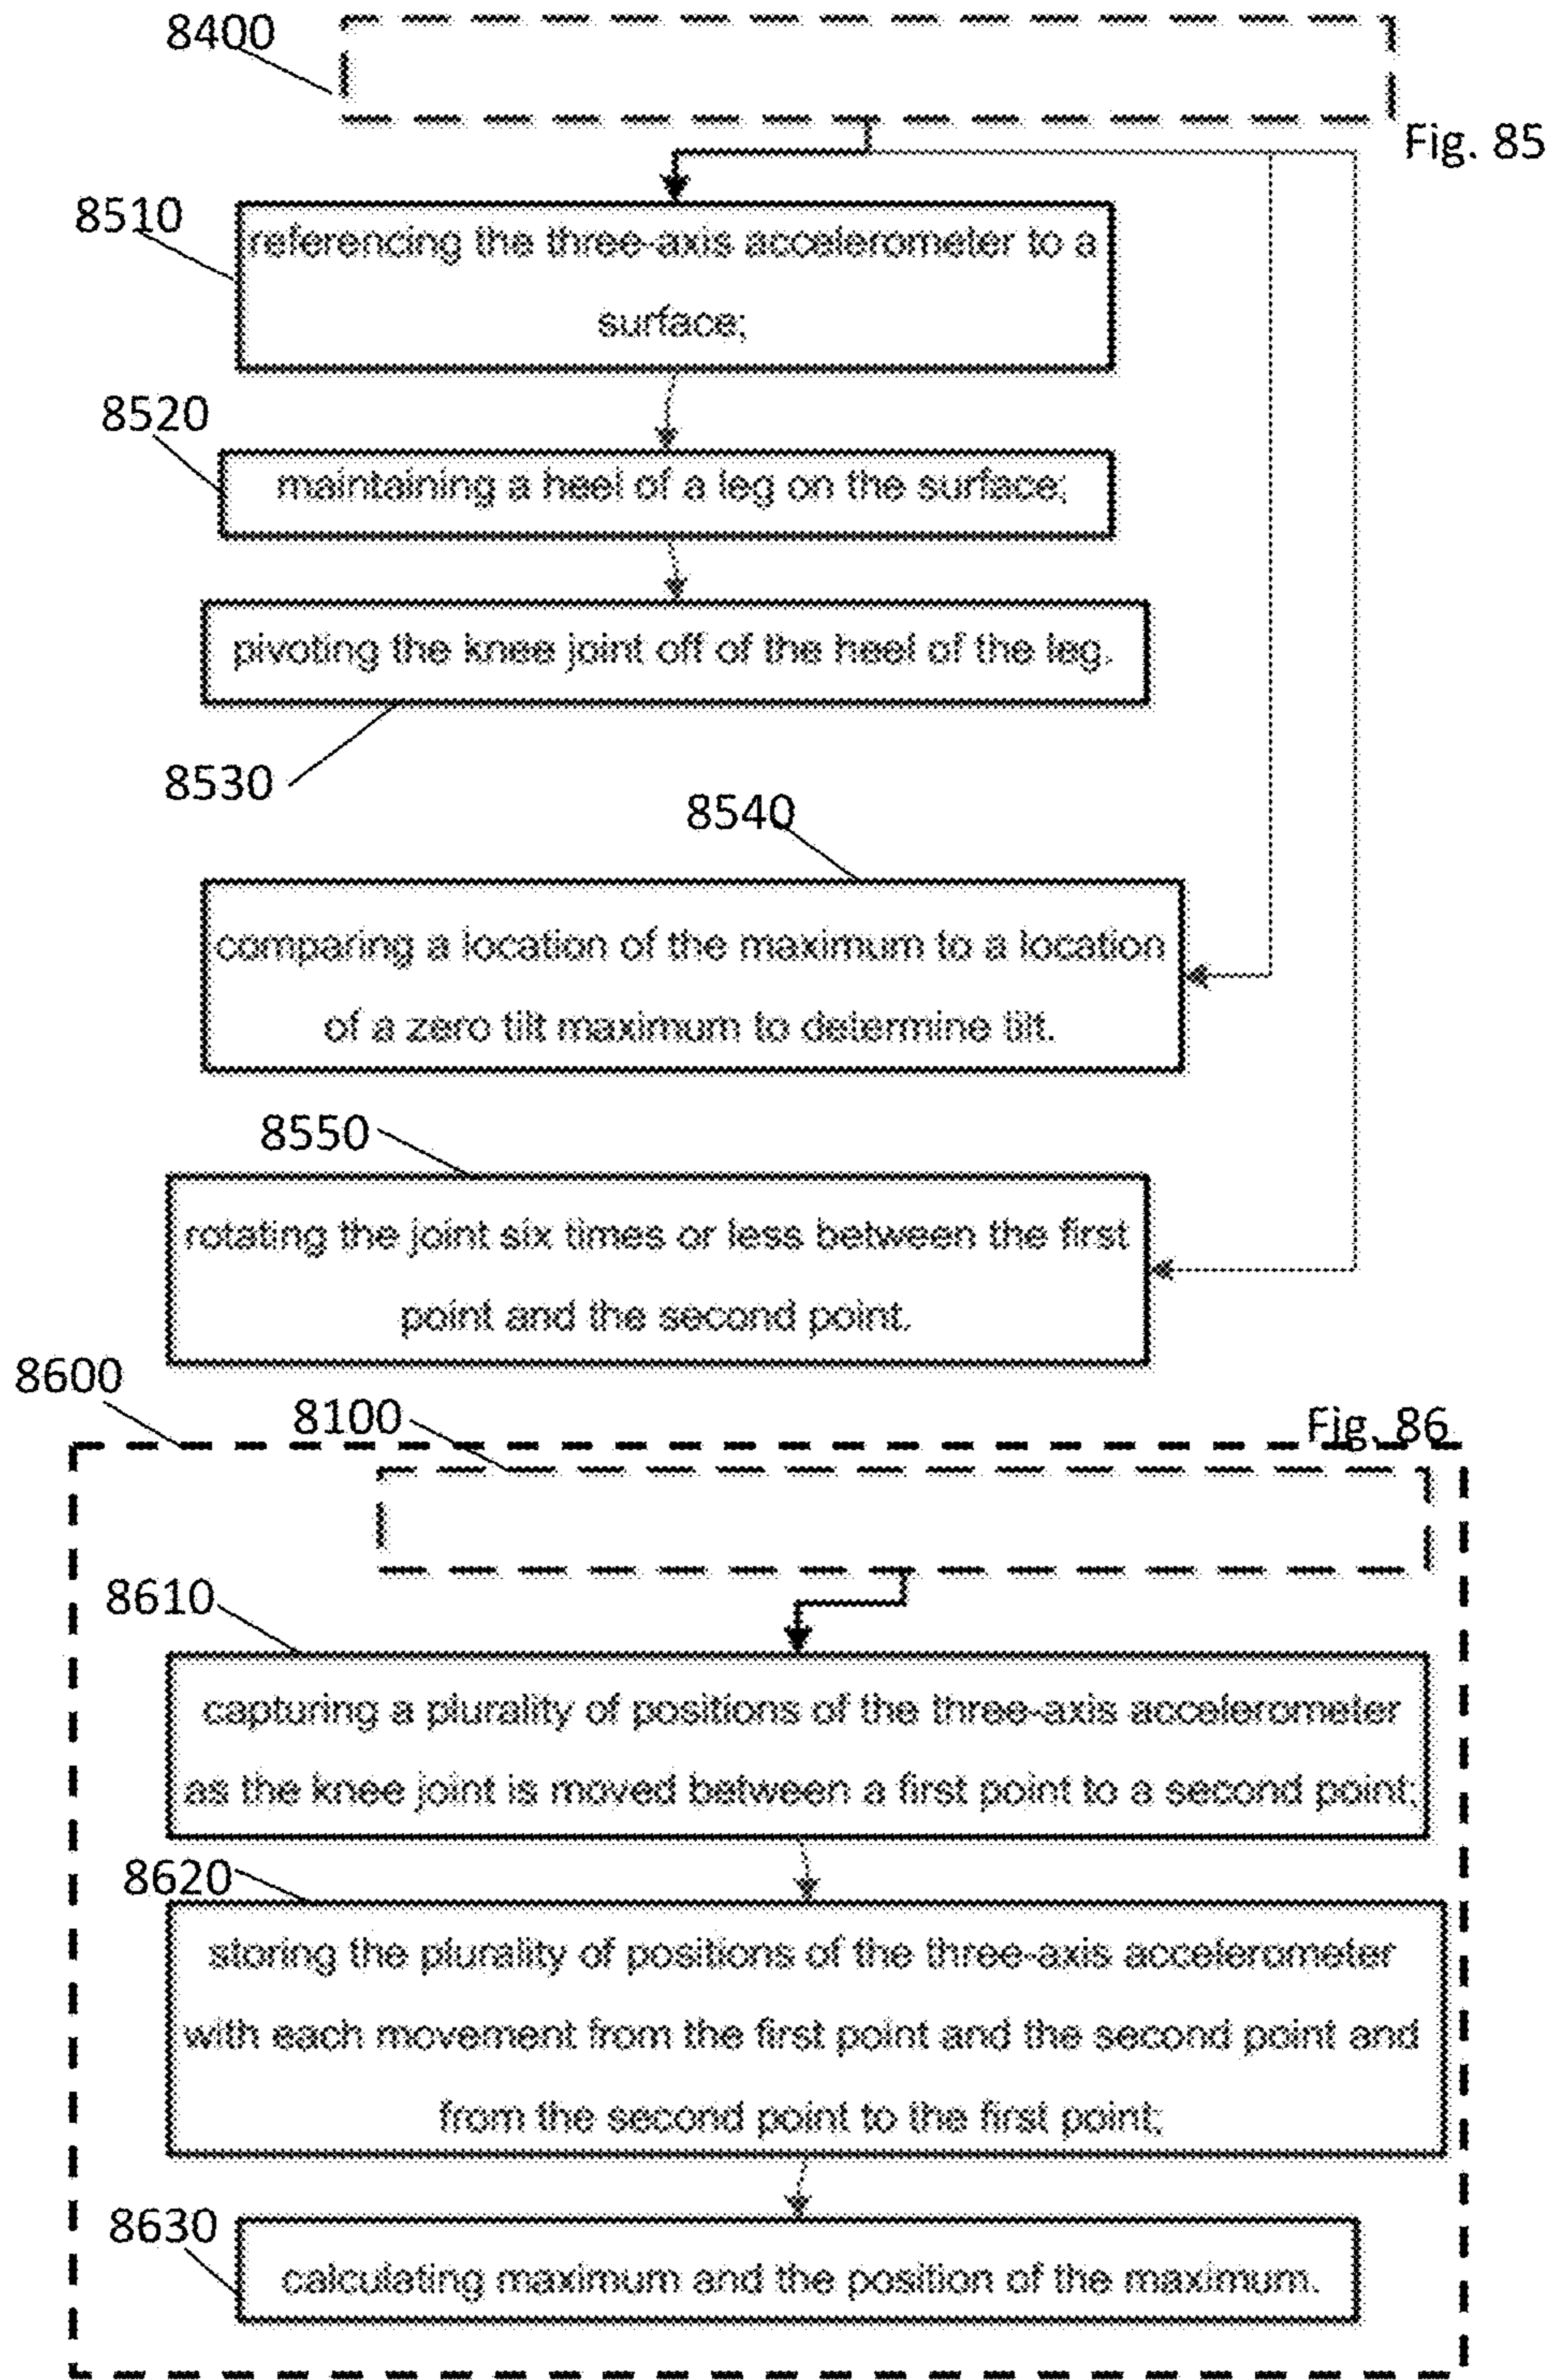 8400
Fig. 85
8510
referencing the three-axis accelerometer to a
surface;
8520
maintaining a heel of a leg on the surface;
pivoting the knee joint off of the heel of the leg.
8530
8540
comparing a location of the maximum to a location
of a zero tilt maximum to determine tilt.
8550
rotating the joint six times or less between the first
point and the second point.
8600
8100
Fig. 86
8610
capturing a plurality of positions of the three-axis accelerometer
as the knee joint is moved between a first point to a second point;
8620
storing the plurality of positions of the three-axis accelerometer
with each movement from the first point and the second point and
from the second point to the first point;
8630
calculating maximum and the position of the maximum.